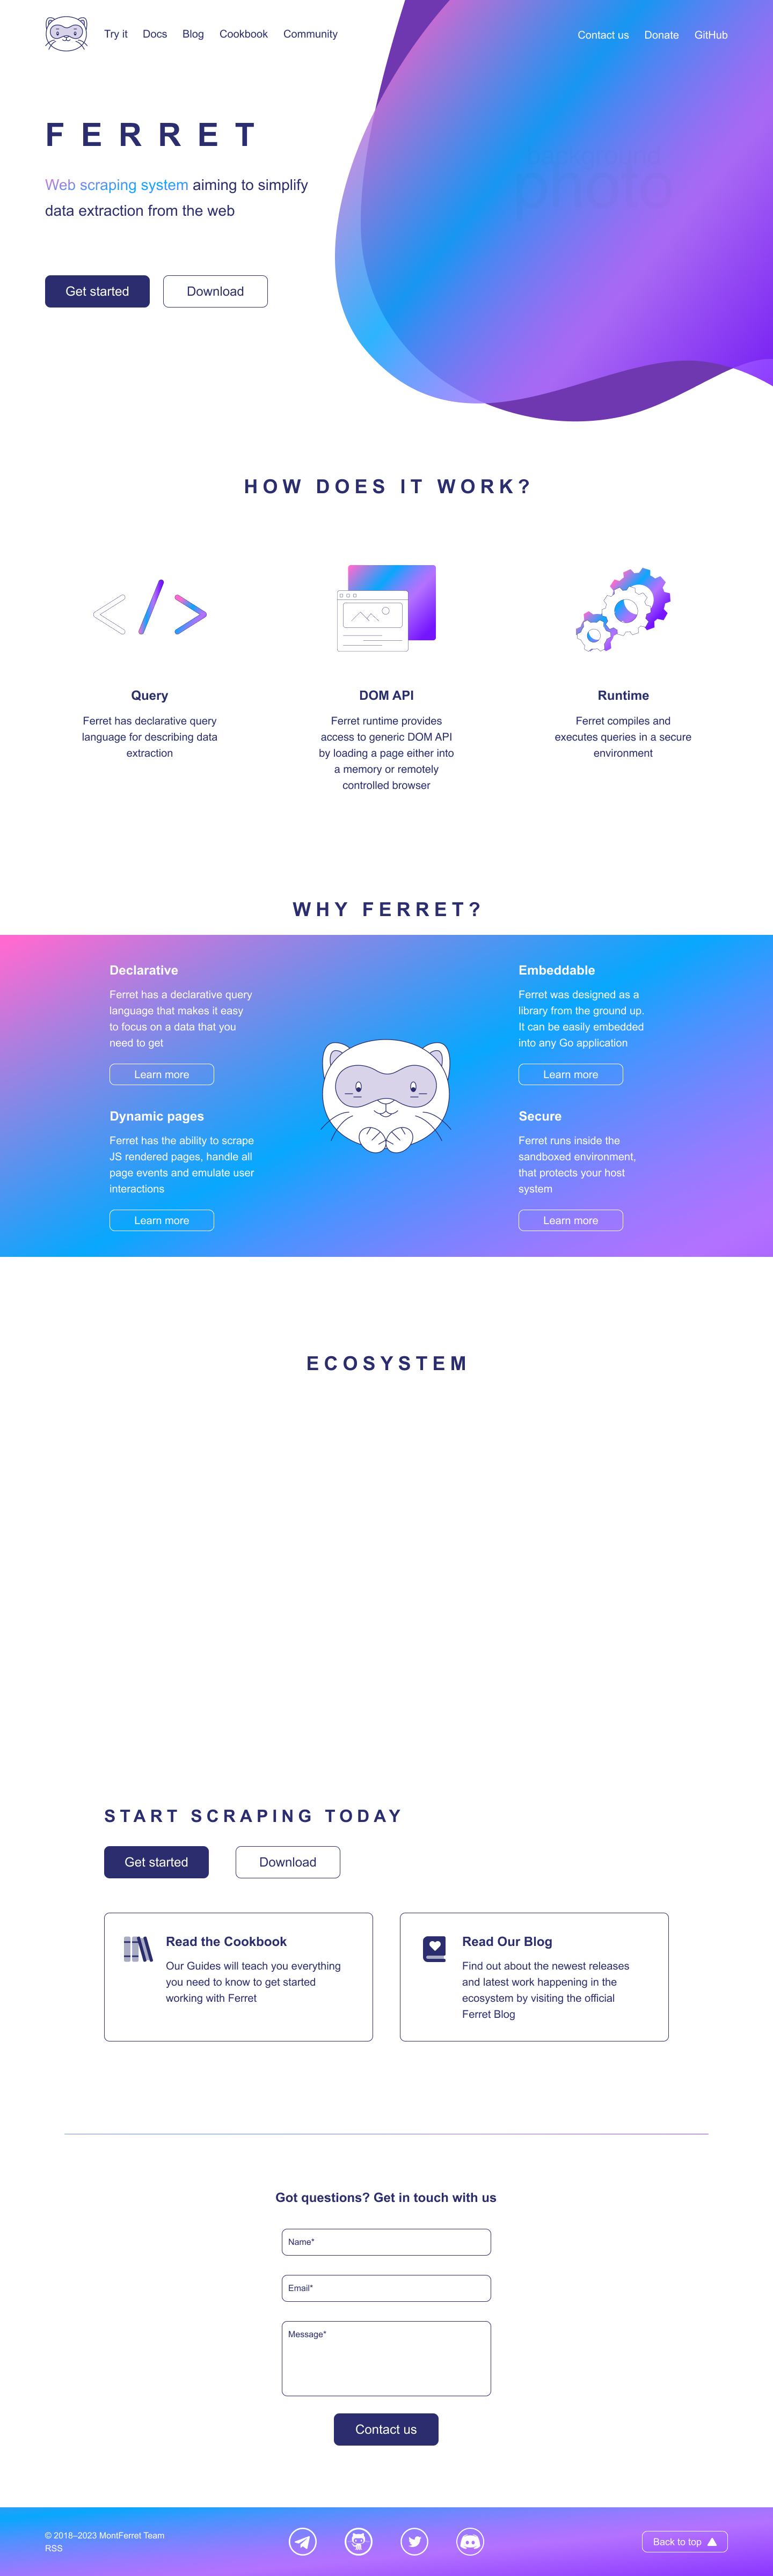 Try it Docs Blog Cookbook Community
Contact us Donate GitHub
FERRET
Web scraping system aiming to simplify
data extraction from the web
background
photo
Get started
Download
HOW DOES IT WORK?
Query
Ferret has declarative query
language for describing data
extraction
DOM API
Ferret runtime provides
access to generic DOM API
by loading a page either into
a memory or remotely
controlled browser
Runtime
Ferret compiles and
executes queries in a secure
environment
WHY FERRET?
Declarative
Ferret has a declarative query
language that makes it easy
to focus on a data that you
need to get
Learn more
Dynamic pages
Ferret has the ability to scrape
JS rendered pages, handle all
page events and emulate user
interactions
Learn more
Embeddable
Ferret was designed as a
library from the ground up.
It can be easily embedded
into any Go application
Learn more
Secure
Ferret runs inside the
sandboxed environment,
that protects your host
system
Learn more
ECOSYSTEM
START SCRAPING TODAY
Get started
Download
Read the Cookbook
Our Guides will teach you everything
you need to know to get started
working with Ferret
Read Our Blog
Find out about the newest releases
and latest work happening in the
ecosystem by visiting the official
Ferret Blog
Got questions? Get in touch with us
Name*
Email*
Message*
Contact us
© 2018–2023 MontFerret Team
RSS
Back to top